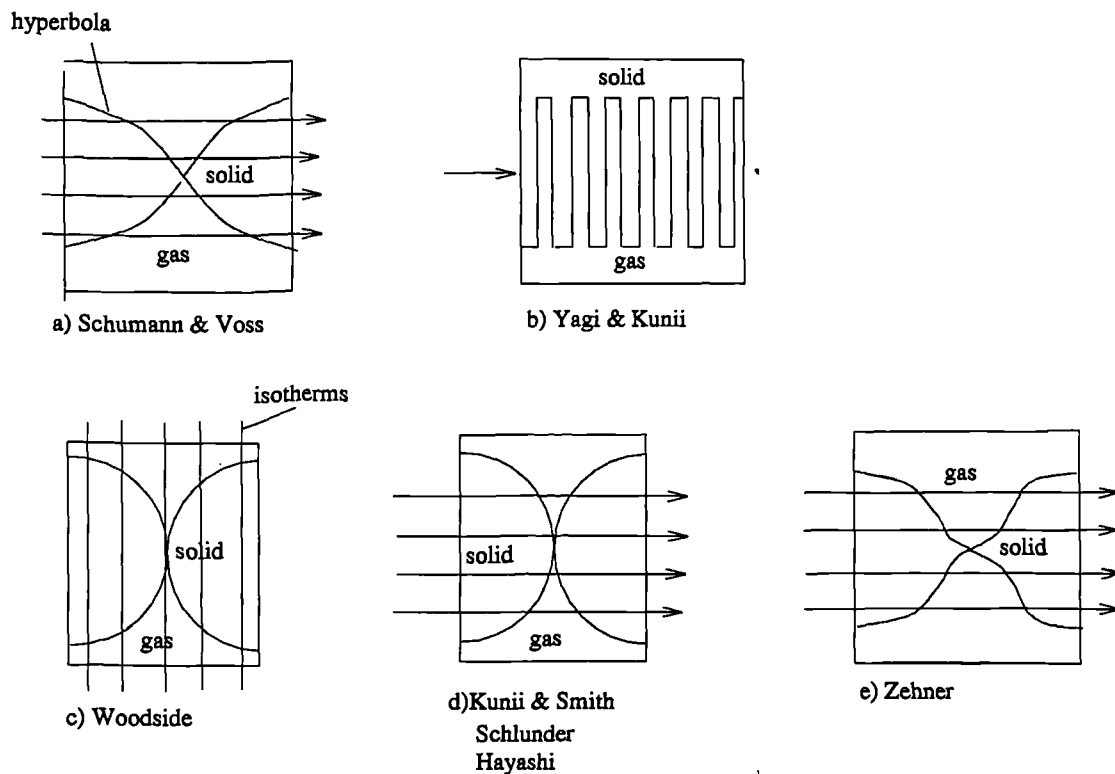 hyperbola
solid
gas
a) Schumann & Voss
solid
gas
b) Yagi & Kunii
isotherms
solid
gas
c) Woodside
solid
gas
d)Kunii & Smith
Schlunder
Hayashi
gas
solid
e) Zehner